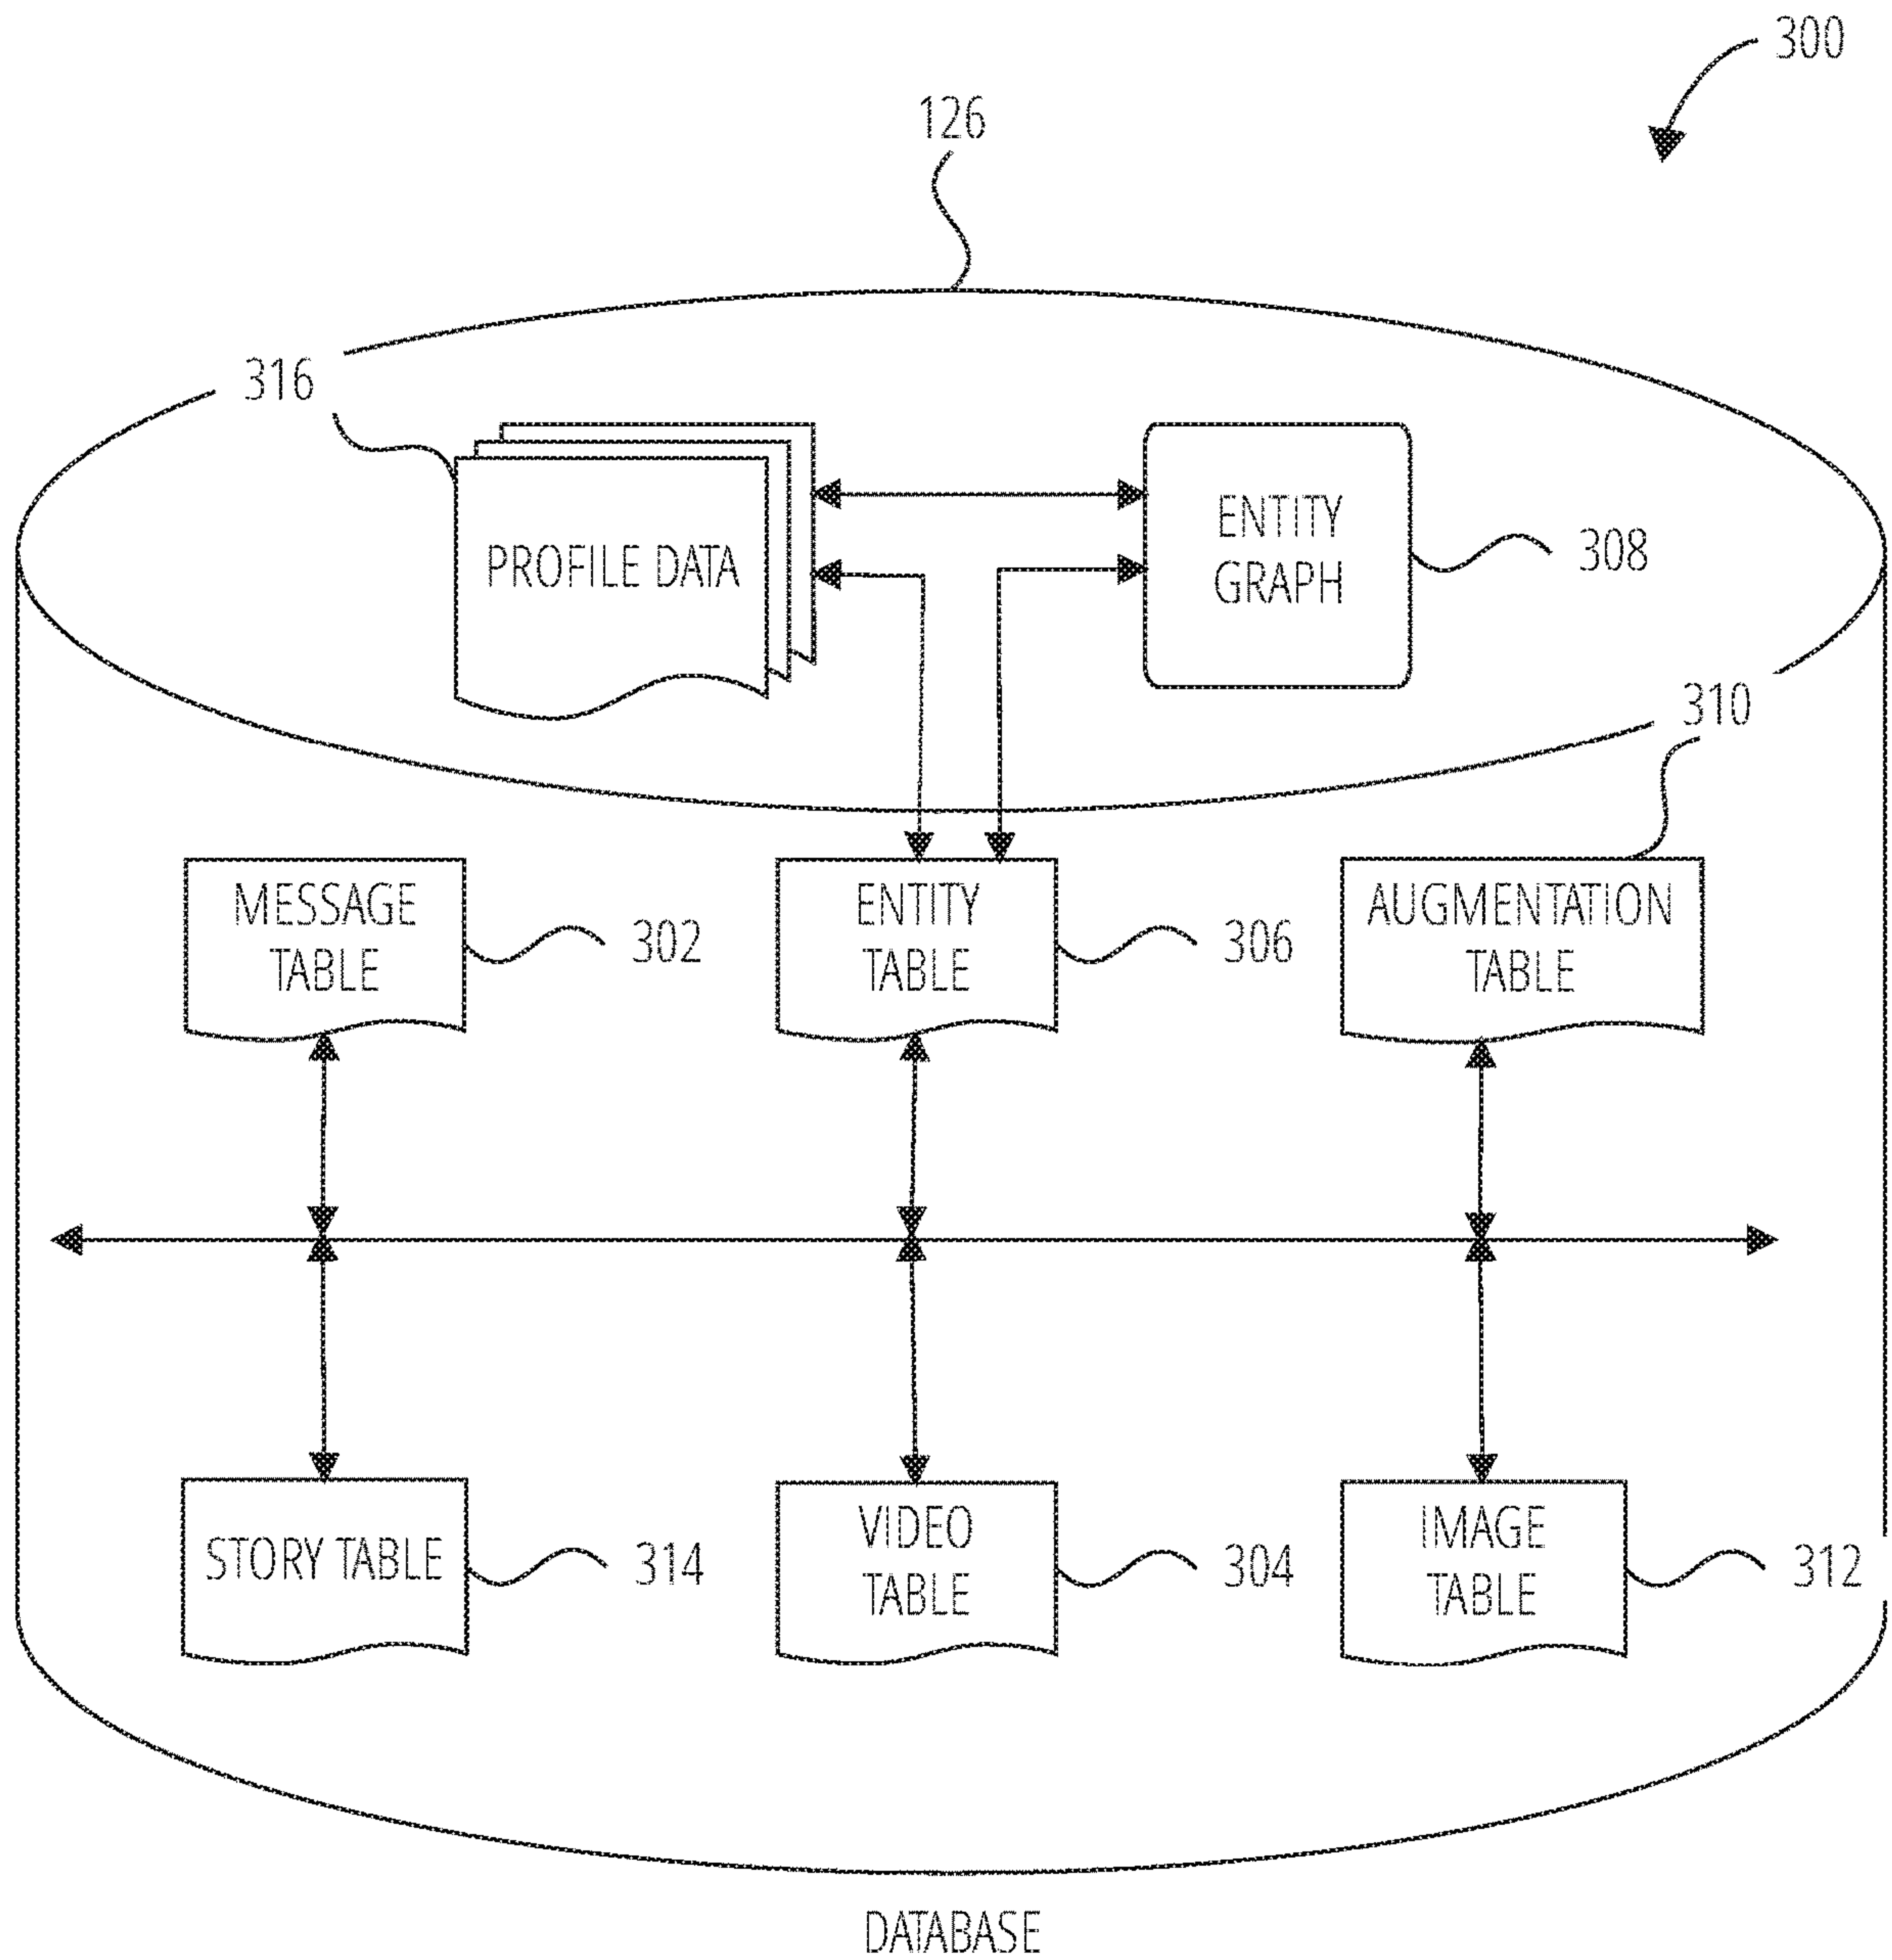 300
126
316
PROFILE DATA
ENTITY
GRAPH
308
310
MESSAGE
TABLE
302
ENTITY
TABLE
306
AUGMENTATION
TABLE
STORY TABLE
314
VIDEO
TABLE
304
IMAGE
TABLE
312
DATABASE